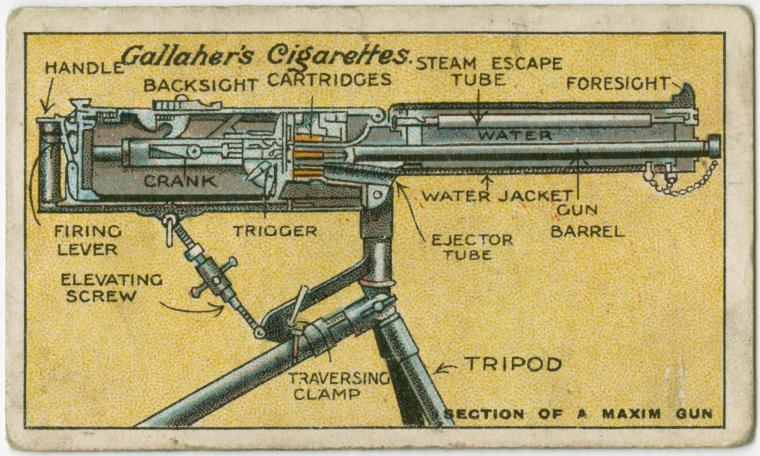 Gallaher's Cigarettes.
HANDLE
BACKSIGHT
CARTRIDGES
STEAM ESCAPE
TUBE
FORESIGHT
WATER
CRANK
WATER JACKET
GUN
BARREL
FIRING
LEVER
TRIGGER
EJECTOR
TUBE
ELEVATING
SCREW
TRAVERSING
CLAMP
TRIPOD
SECTION OF A MAXIM GUN